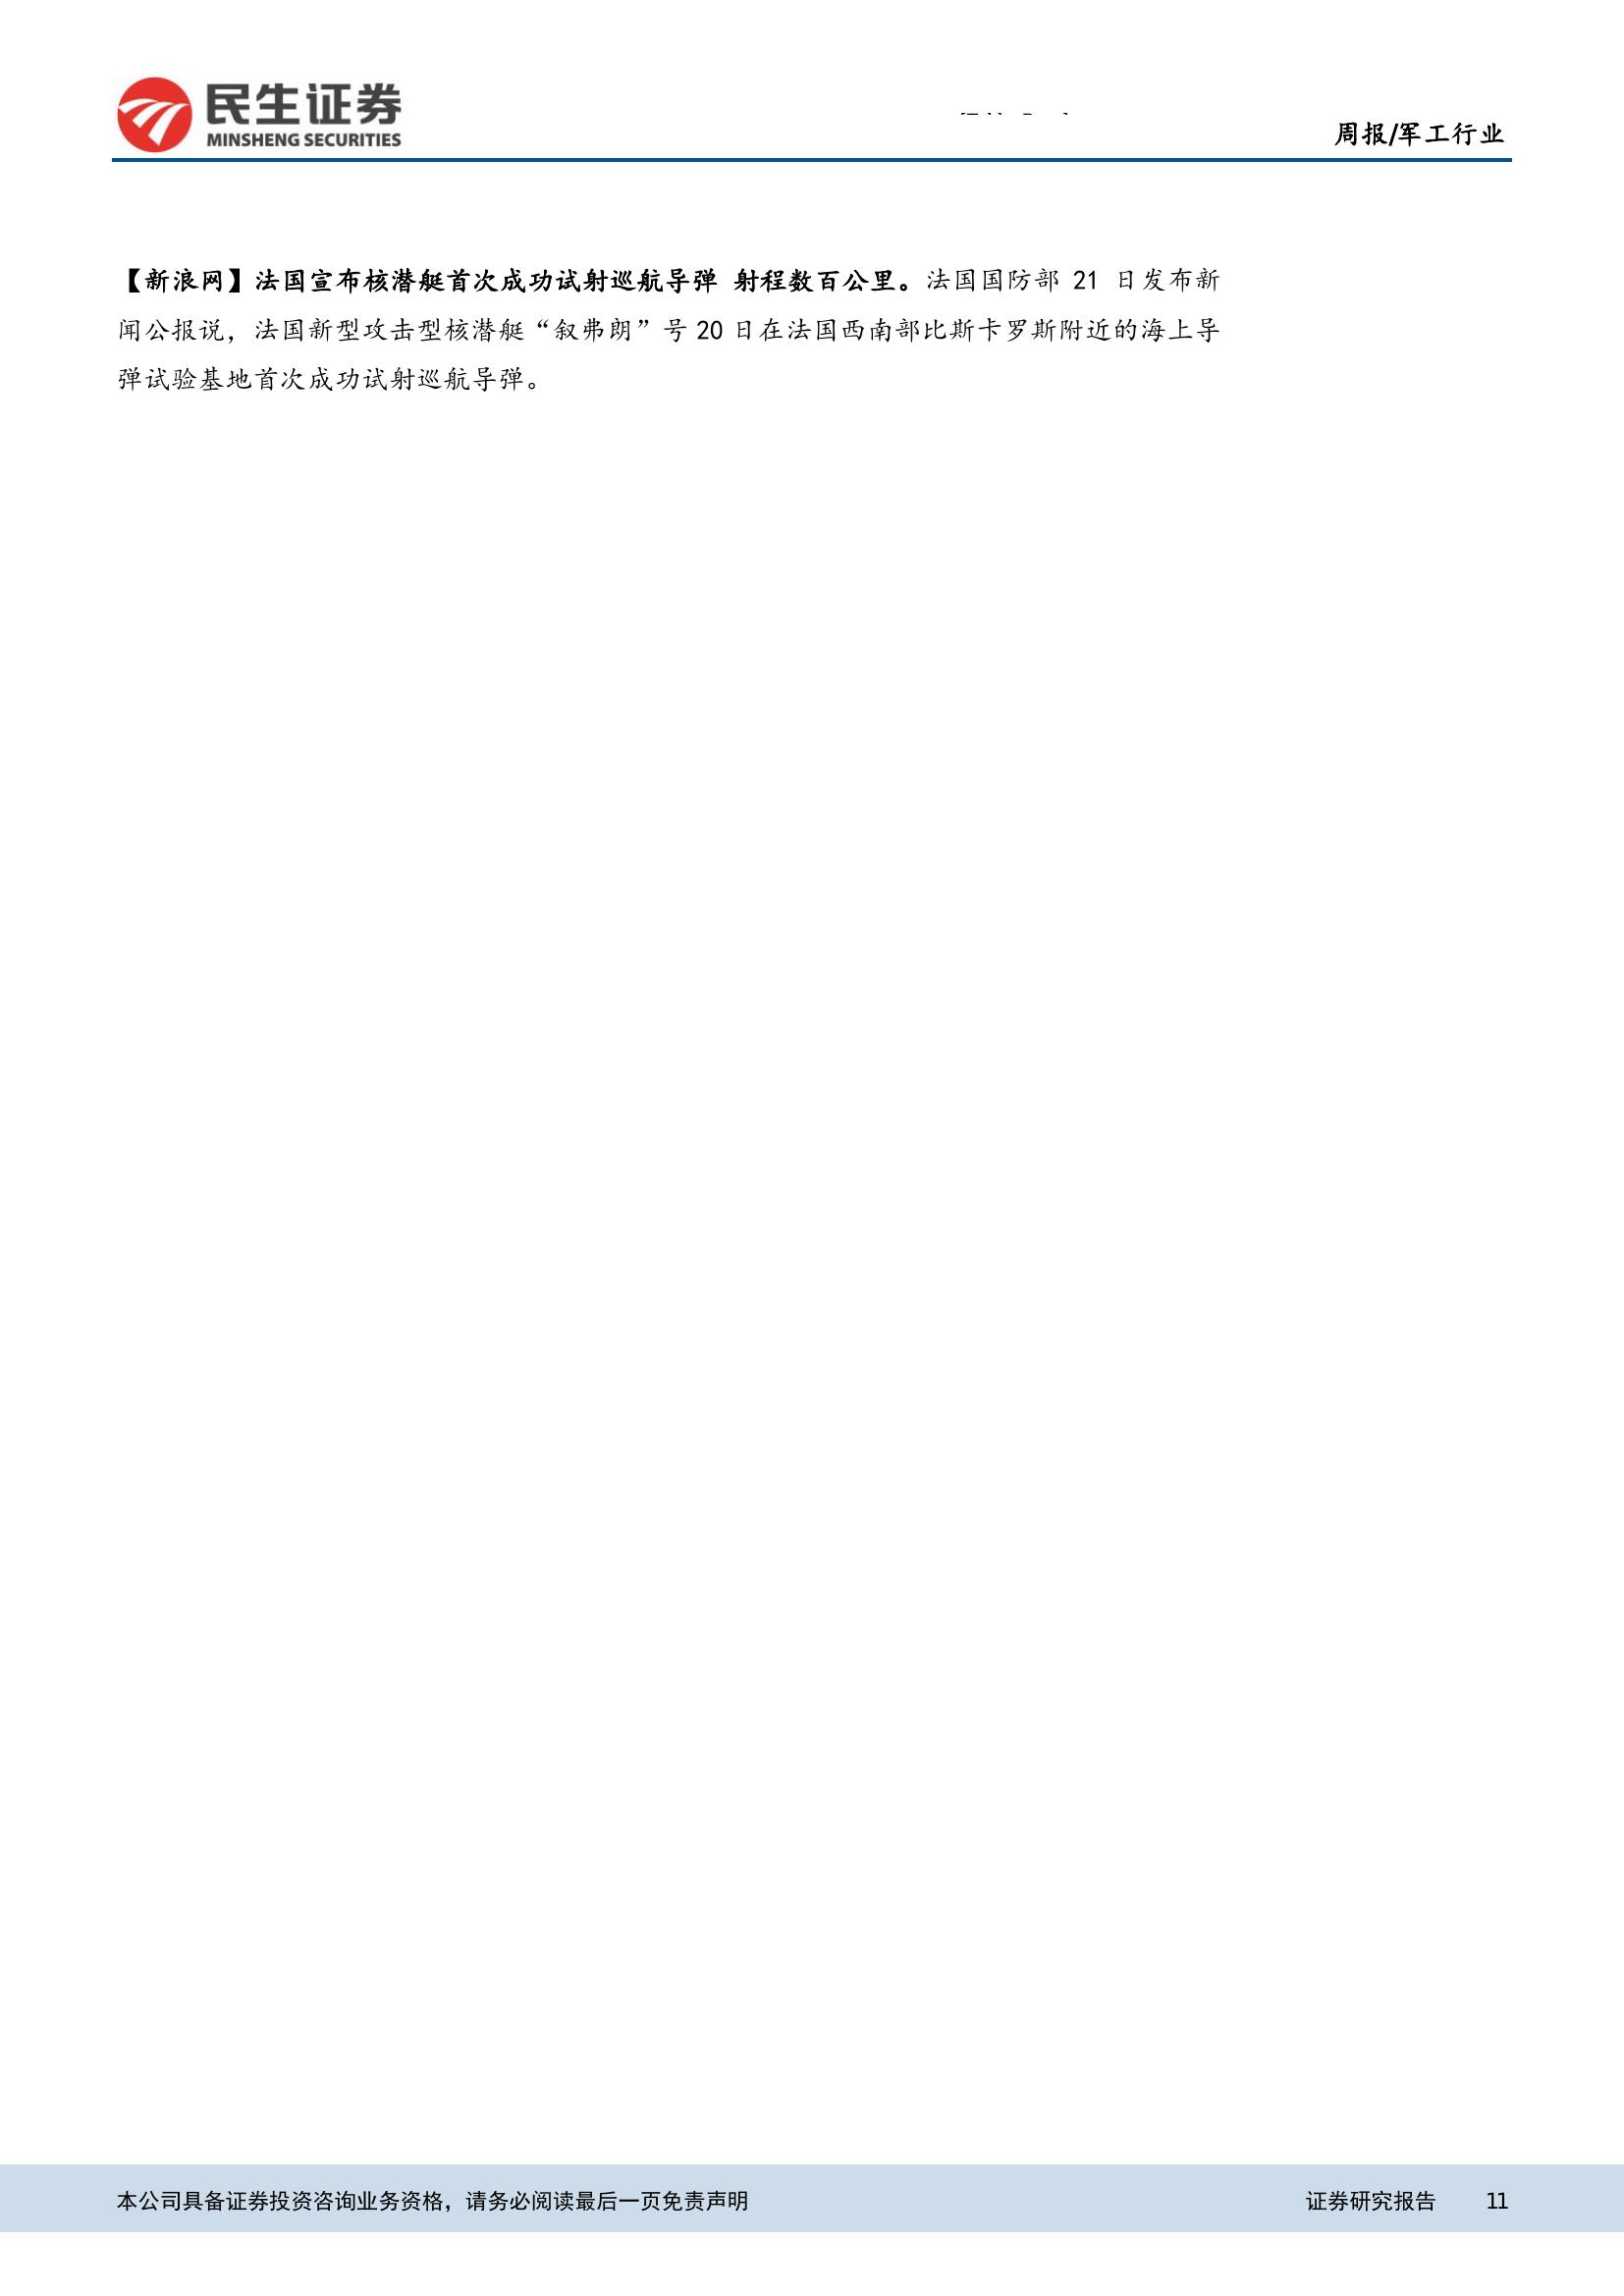 民生证券
MINSHENG SECURITIES
周报/军工行业
【新浪网】法国宣布核潜艇首次成功试射巡航导弹 射程数百公里。法国国防部 21 日发布新
闻公报说，法国新型攻击型核潜艇“叙弗朗”号 20 日在法国西南部比斯卡罗斯附近的海上导
弹试验基地首次成功试射巡航导弹。
本公司具备证券投资咨询业务资格，请务必阅读最后一页免责声明
证券研究报告 11